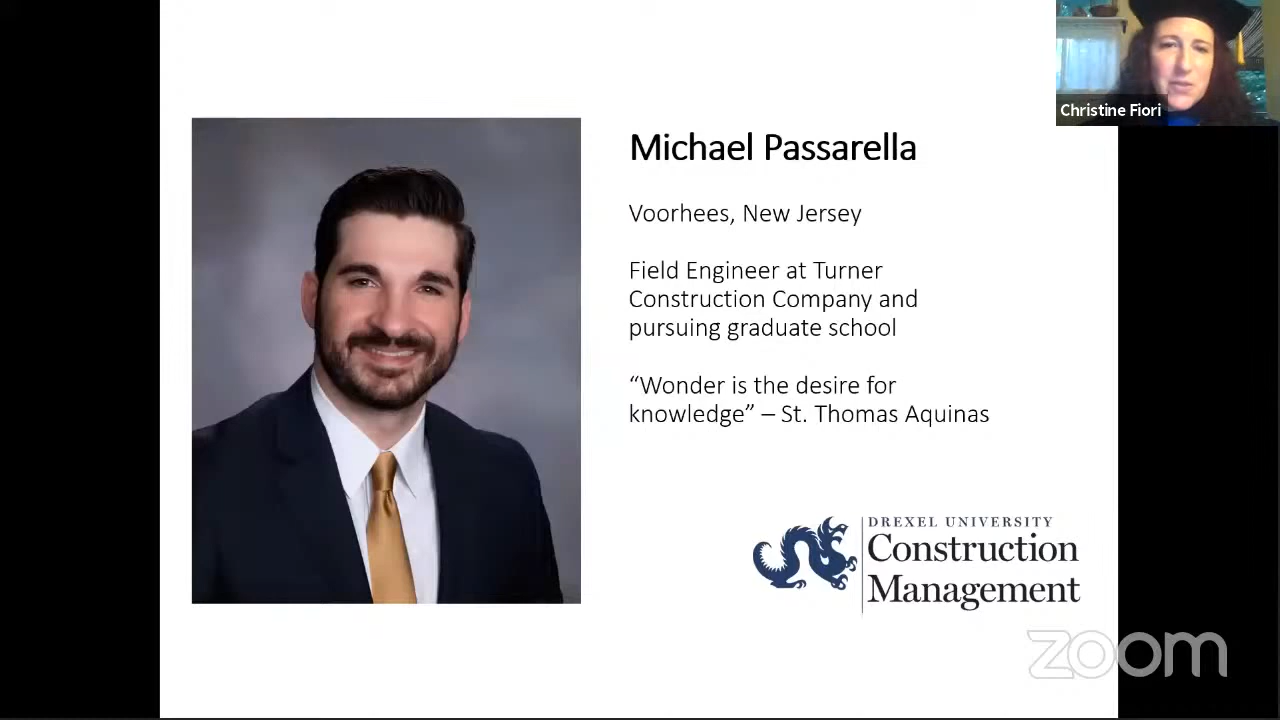 Christine Fiori
Michael Passarella
Voorhees, New Jersey
Field Engineer at Turner
Construction Company and
pursuing graduate school
“Wonder is the desire for
knowledge” – St. Thomas Aquinas
DREXEL UNIVERSITY
Construction
Management
zoom